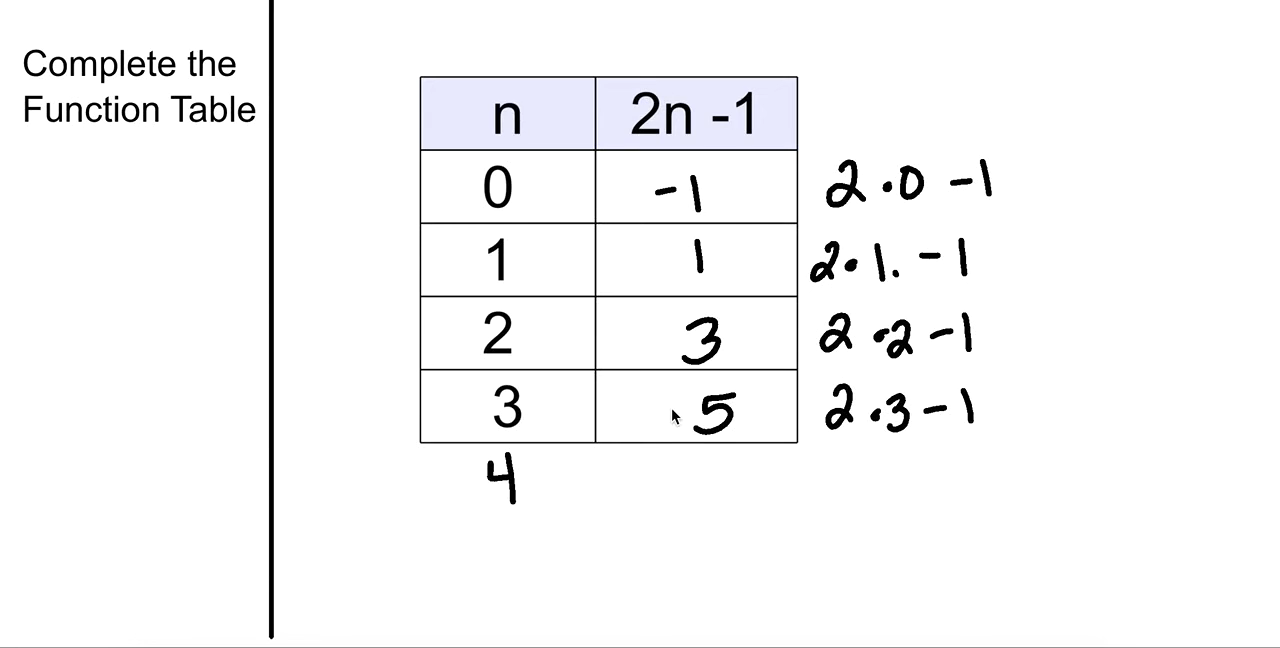 Complete the
Function Table
n 2n -1
0 -1 2 · 0 - 1
1 1 2 · 1. - 1
2 3 2 · 2 - 1
3 5 2 · 3 - 1
4